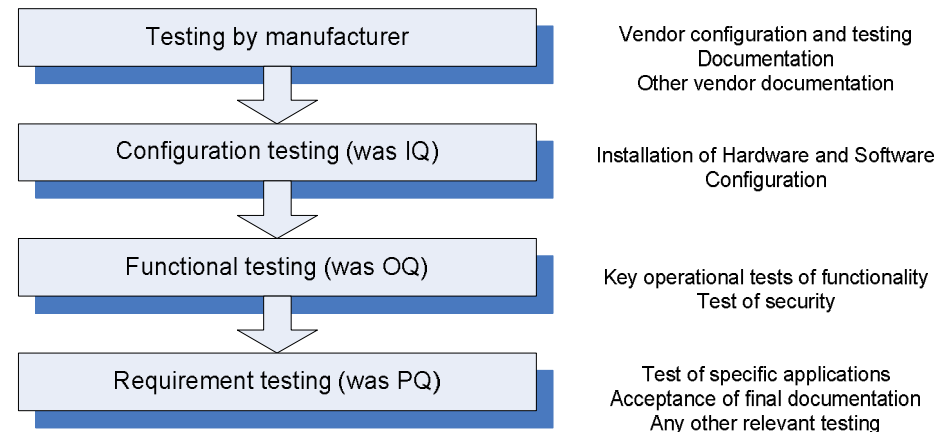 Testing by manufacturer
Vendor configuration and testing
Documentation
Other vendor documentation
Configuration testing (was IQ)
Installation of Hardware and Software
Configuration
Functional testing (was OQ)
Key operational tests of functionality
Test of security
Requirement testing (was PQ)
Test of specific applications
Acceptance of final documentation
Any other relevant testing